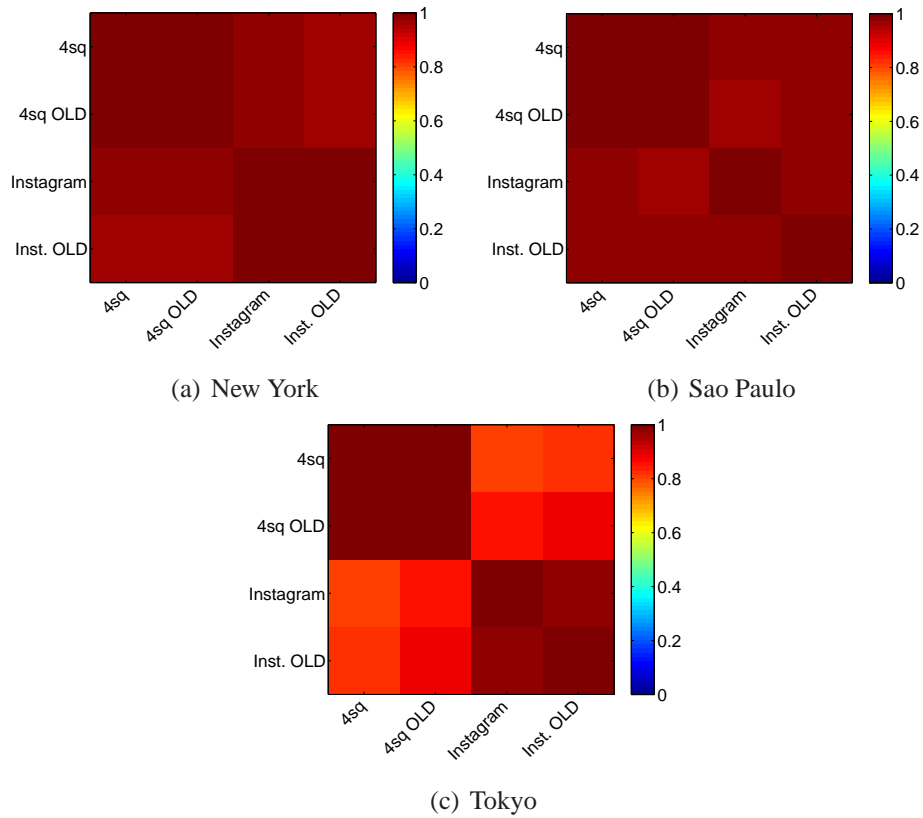 4sq
4sq OLD
Instagram
Inst. OLD
4sq
4sq OLD
Instagram
Inst. OLD
1
0.8
0.6
0.4
0.2
0
(a) New York
4sq
4sq OLD
Instagram
Inst. OLD
4sq
4sq OLD
Instagram
Inst. OLD
1
0.8
0.6
0.4
0.2
0
(b) Sao Paulo
4sq
4sq OLD
Instagram
Inst. OLD
4sq
4sq OLD
Instagram
Inst. OLD
1
0.8
0.6
0.4
0.2
0
(c) Tokyo